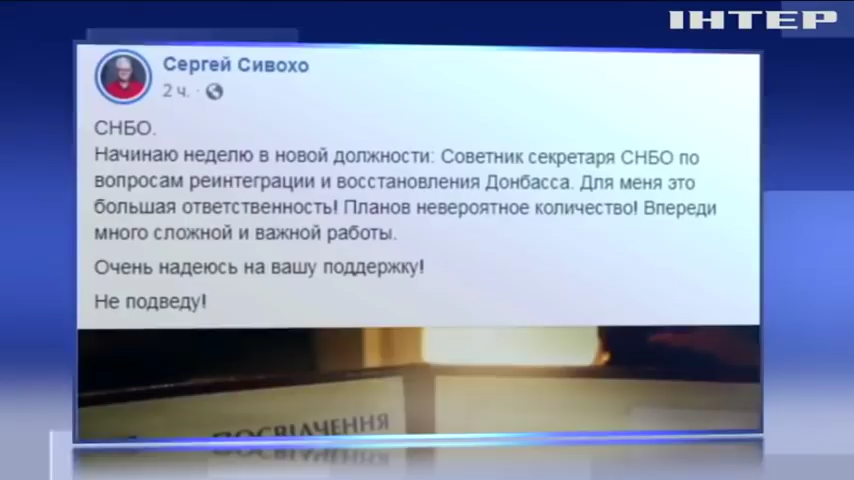 ІНТЕР
Сергей Сивохо
2 ч. ·
СНБО.
Начинаю неделю в новой должности: Советник секретаря СНБО по
вопросам реинтеграции и восстановления Донбасса. Для меня это
большая ответственность! Планов невероятное количество! Впереди
много сложной и важной работы.
Очень надеюсь на вашу поддержку!
Не подведу!
ПОСВІДЧЕННЯ